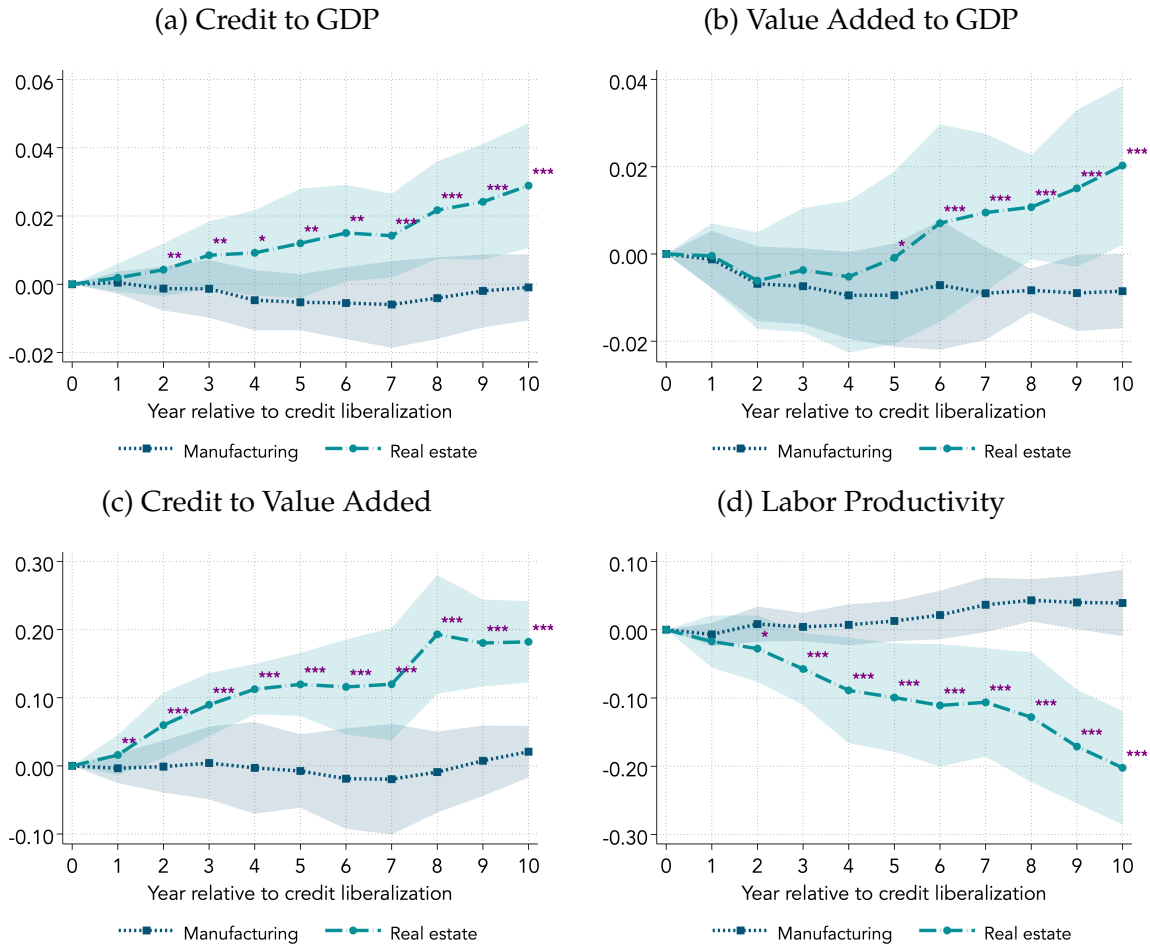 (a) Credit to GDP
0.06
0.04
0.02
0.00
-0.02
** ** * ** ** *** *** *** ***
0 1 2 3 4 5 6 7 8 9 10
Year relative to credit liberalization
Manufacturing Real estate
(b) Value Added to GDP
0.04
0.02
0.00
-0.02
* *** *** *** *** ***
0 1 2 3 4 5 6 7 8 9 10
Year relative to credit liberalization
Manufacturing Real estate
(c) Credit to Value Added
0.30
0.20
0.10
0.00
-0.10
** *** *** *** *** *** *** *** *** ***
0 1 2 3 4 5 6 7 8 9 10
Year relative to credit liberalization
Manufacturing Real estate
(d) Labor Productivity
0.10
0.00
-0.10
-0.20
-0.30
* *** *** *** *** *** *** *** ***
0 1 2 3 4 5 6 7 8 9 10
Year relative to credit liberalization
Manufacturing Real estate